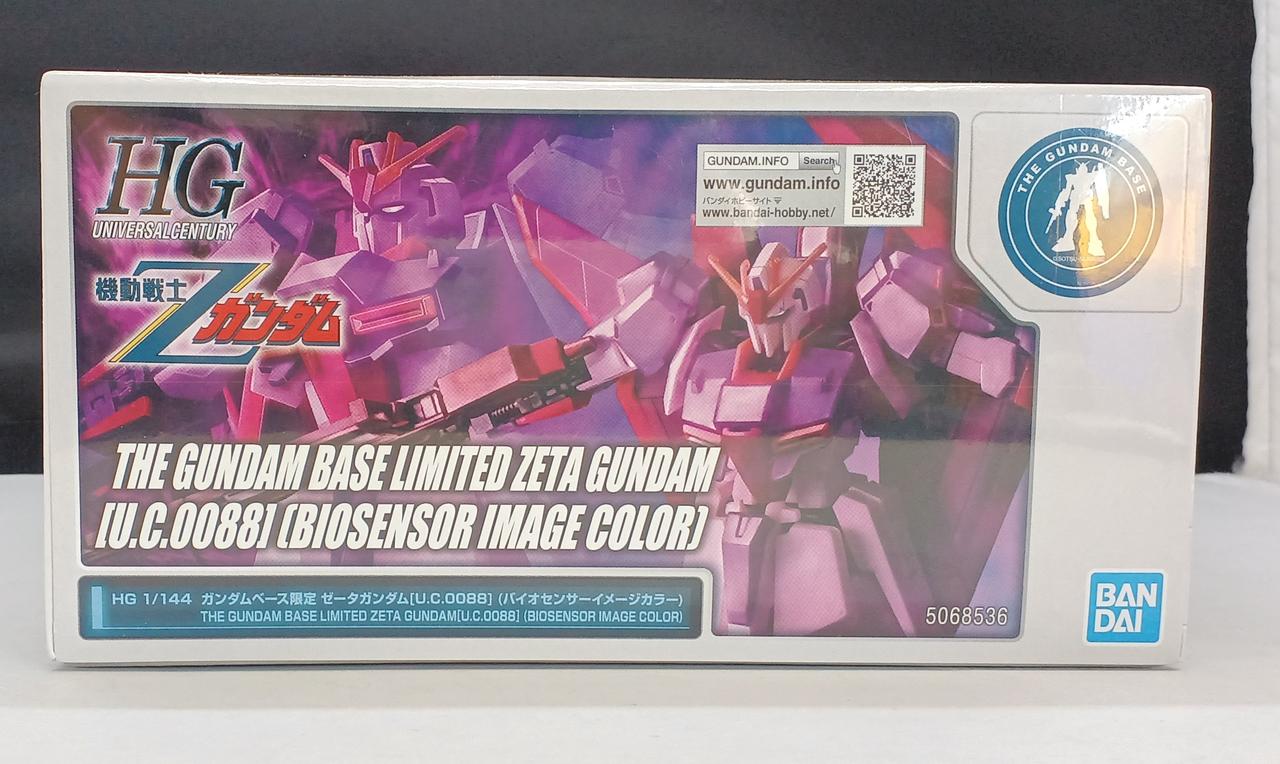 HG
UNIVERSAL CENTURY
機動戦士
Z
ガンダム
GUNDAM.INFO Search
www.gundam.info
バンダイホビーサイト
www.bandai-hobby.net/
THE GUNDAM BASE
THE GUNDAM BASE LIMITED ZETA GUNDAM
[U.C.0088] (BIOSENSOR IMAGE COLOR)
HG 1/144 ガンダムベース限定 ゼータガンダム[U.C.0088] (バイオセンサーイメージカラー)
THE GUNDAM BASE LIMITED ZETA GUNDAM[U.C.0088] (BIOSENSOR IMAGE COLOR)
5068536
BAN
DAI